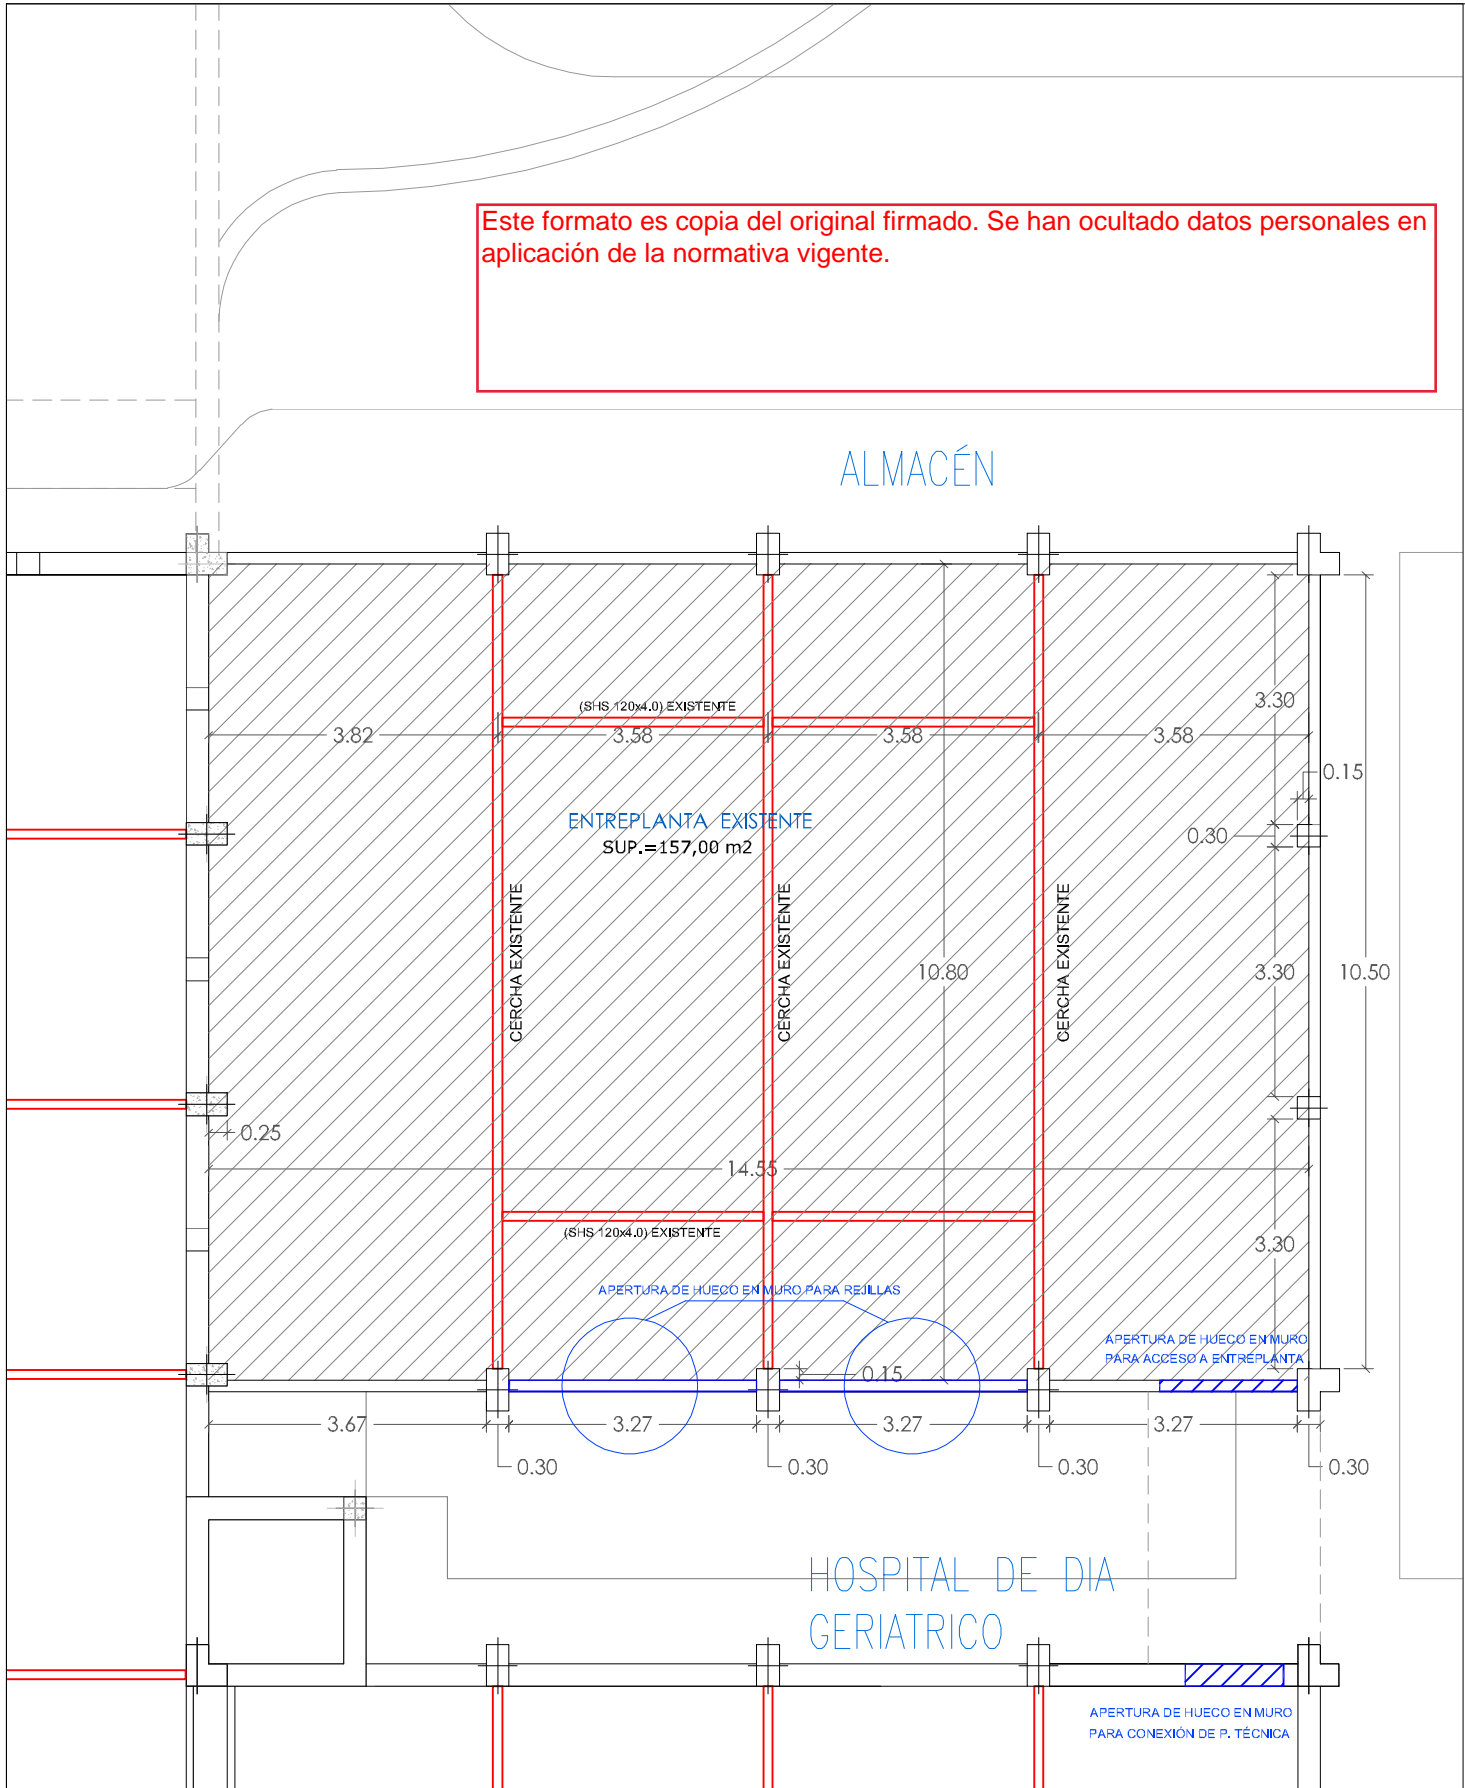 Este formato es copia del original firmado. Se han ocultado datos personales en
aplicación de la normativa vigente.
ALMACÉN
3.30
10.50
(SHS 120x4.0) EXISTENTE
3.82
3.58
3.58
3.58
0.15
0.30
ENTREPLANTA EXISTENTE
SUP.=157,00 m2
CERCHA EXISTENTE
CERCHA EXISTENTE
CERCHA EXISTENTE
10.80
3.30
0.25
14.55
(SHS 120x4.0) EXISTENTE
3.30
APERTURA DE HUECO EN MURO PARA REJILLAS
APERTURA DE HUECO EN MURO
PARA ACCESO A ENTREPLANTA
0.15
3.67
3.27
3.27
3.27
0.30
0.30
0.30
0.30
HOSPITAL DE DIA
GERIATRICO
APERTURA DE HUECO EN MURO
PARA CONEXIÓN DE P. TÉCNICA